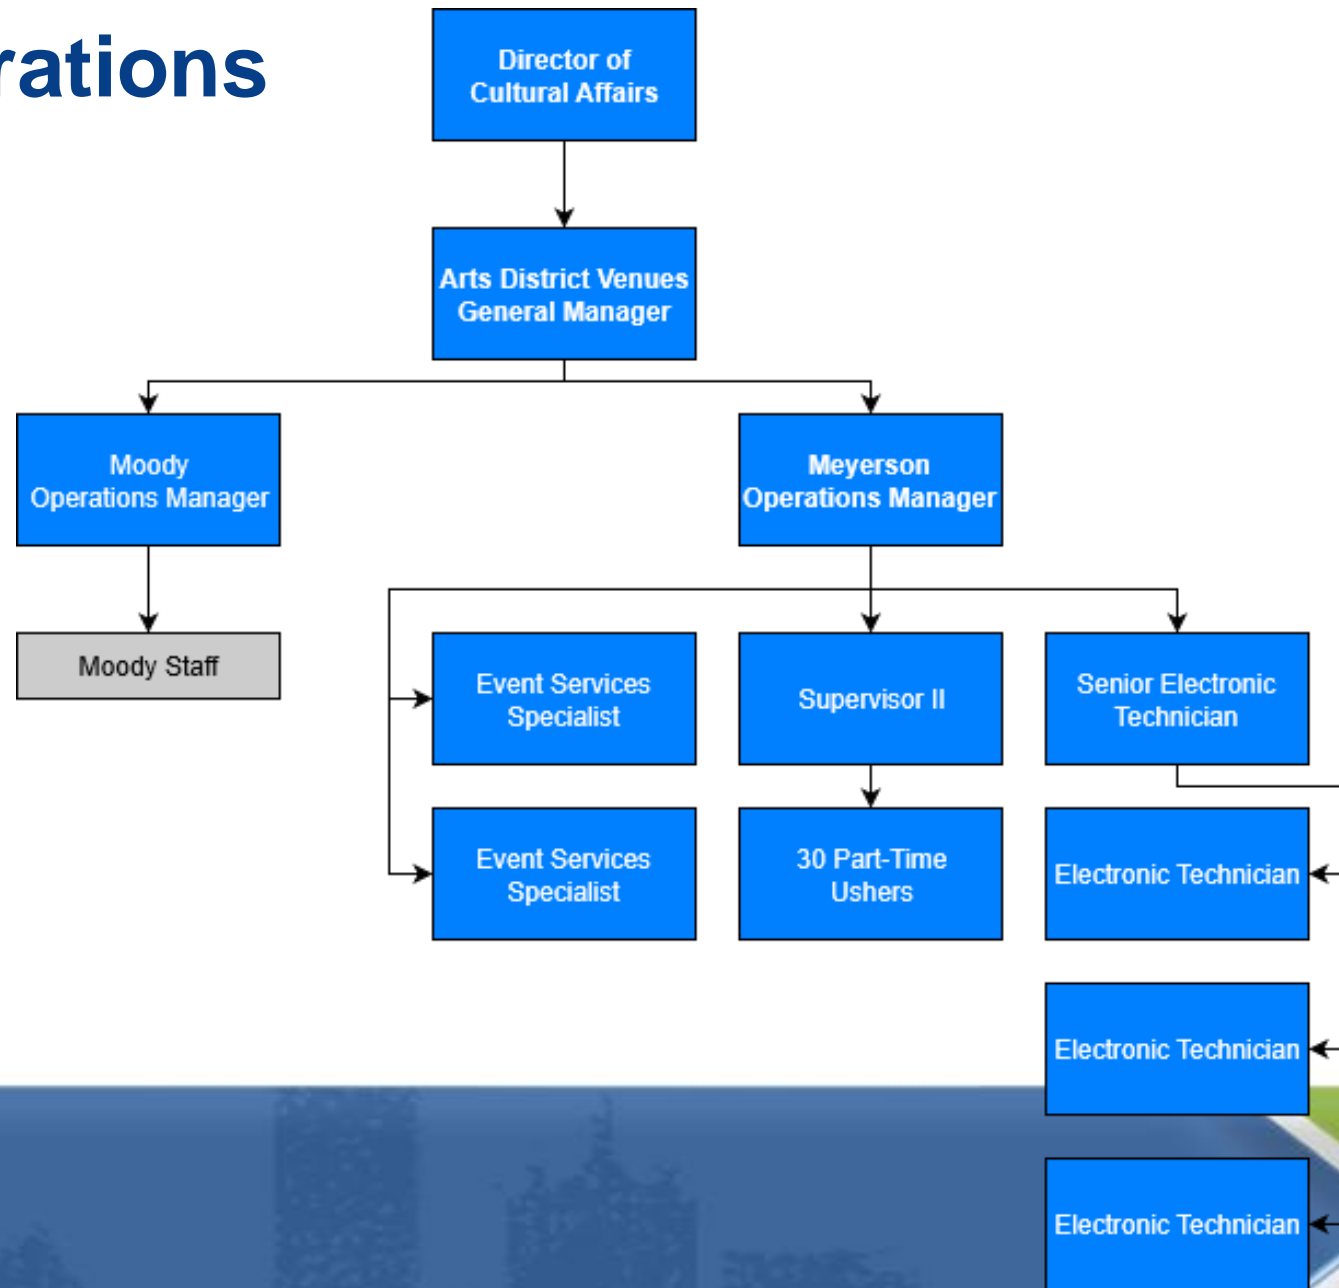 rations
Director of
Cultural Affairs
Arts District Venues
General Manager
Moody
Operations Manager
Meyerson
Operations Manager
Moody Staff
Event Services
Specialist
Supervisor II
Senior Electronic
Technician
Event Services
Specialist
30 Part-Time
Ushers
Electronic Technician
Electronic Technician
Electronic Technician